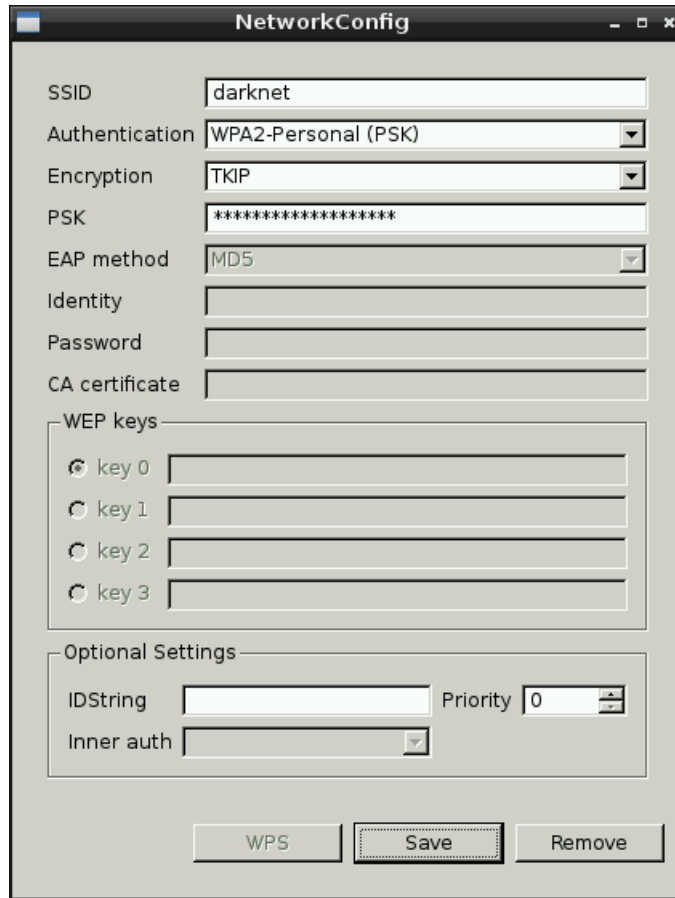 NetworkConfig
SSID darknet
Authentication WPA2-Personal (PSK)
Encryption TKIP
PSK *******************
EAP method MD5
Identity
Password
CA certificate
WEP keys
key 0
key 1
key 2
key 3
Optional Settings
IDString Priority 0
Inner auth
WPS Save Remove